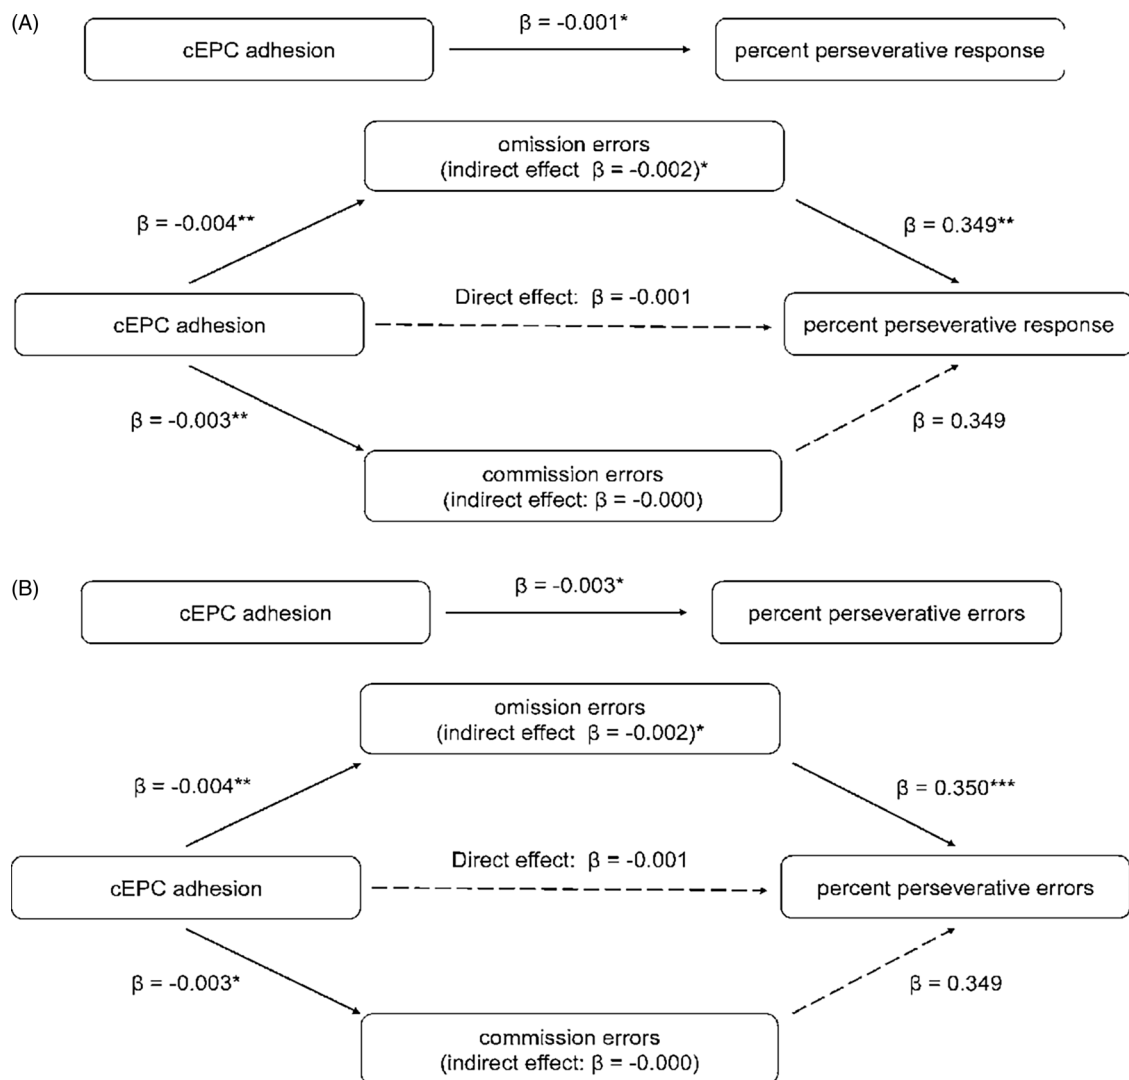 (A)
β = -0.001*
cEPC adhesion
percent perseverative response
omission errors
(indirect effect β = -0.002)*
β = -0.004**
β = 0.349**
Direct effect: β = -0.001
cEPC adhesion
percent perseverative response
β = -0.003**
β = 0.349
commission errors
(indirect effect: β = -0.000)
(B)
β = -0.003*
cEPC adhesion
percent perseverative errors
omission errors
(indirect effect β = -0.002)*
β = -0.004**
β = 0.350***
Direct effect: β = -0.001
cEPC adhesion
percent perseverative errors
β = -0.003*
β = 0.349
commission errors
(indirect effect: β = -0.000)